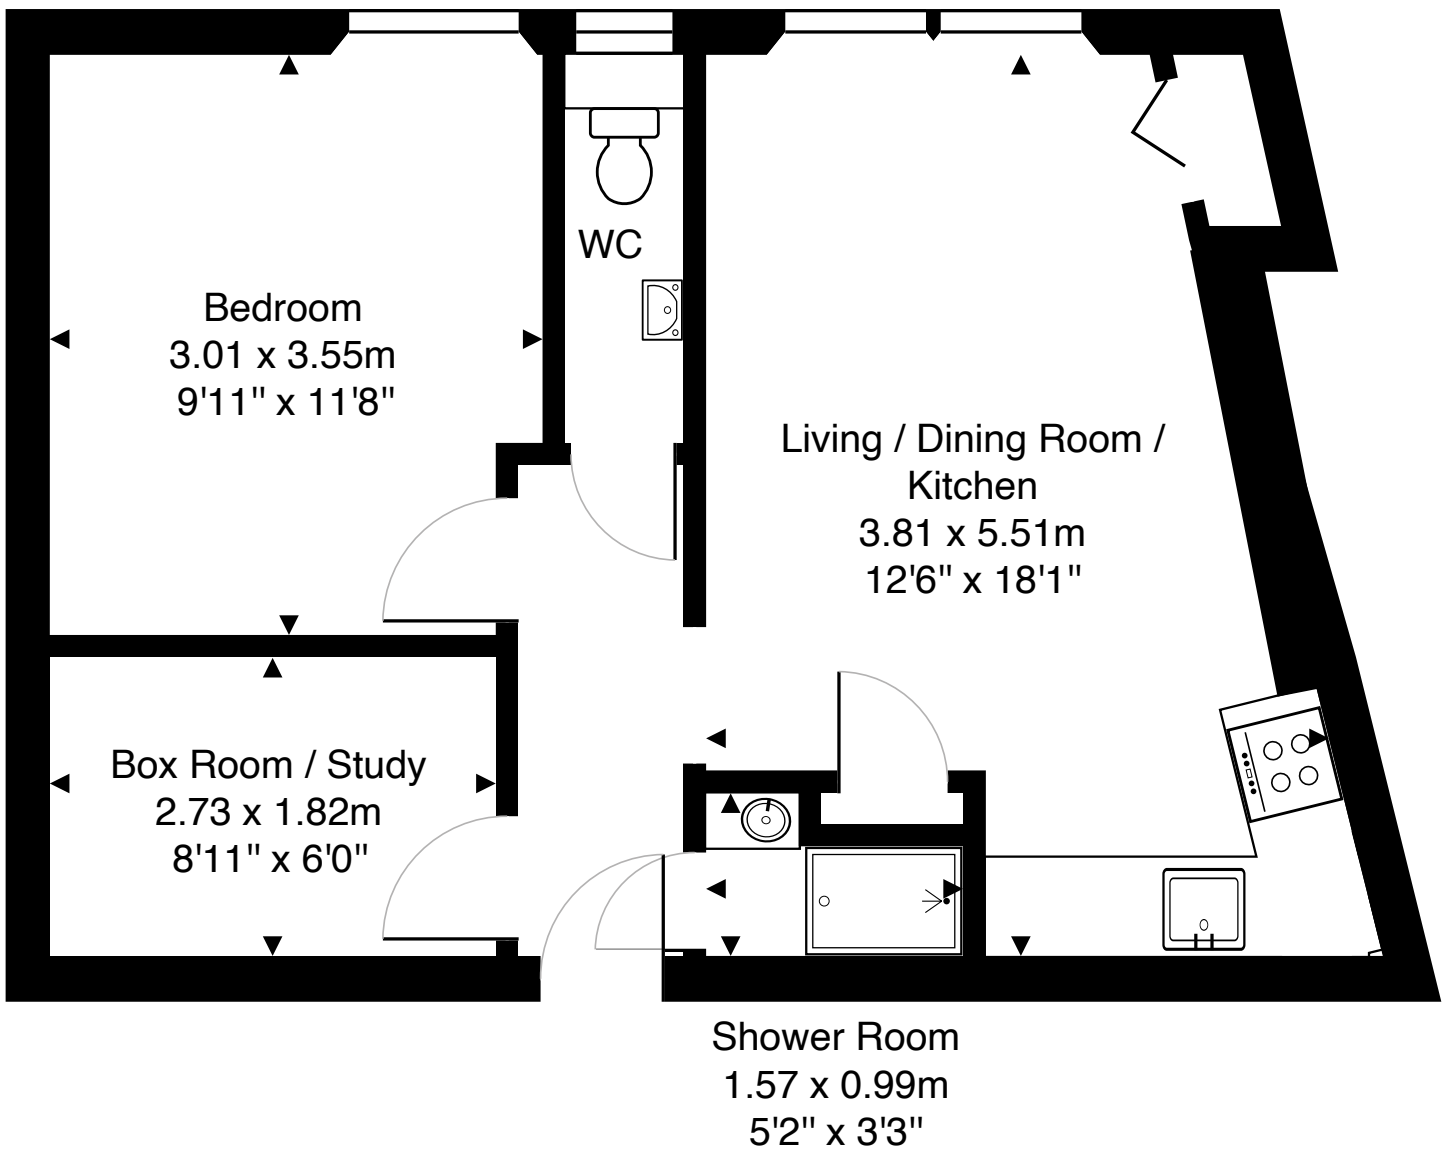 WC
Bedroom
3.01 x 3.55m
9'11" x 11'8"
Living / Dining Room /
Kitchen
3.81 x 5.51m
12'6" x 18'1"
Box Room / Study
2.73 x 1.82m
8'11" x 6'0"
Shower Room
1.57 x 0.99m
5'2" x 3'3"